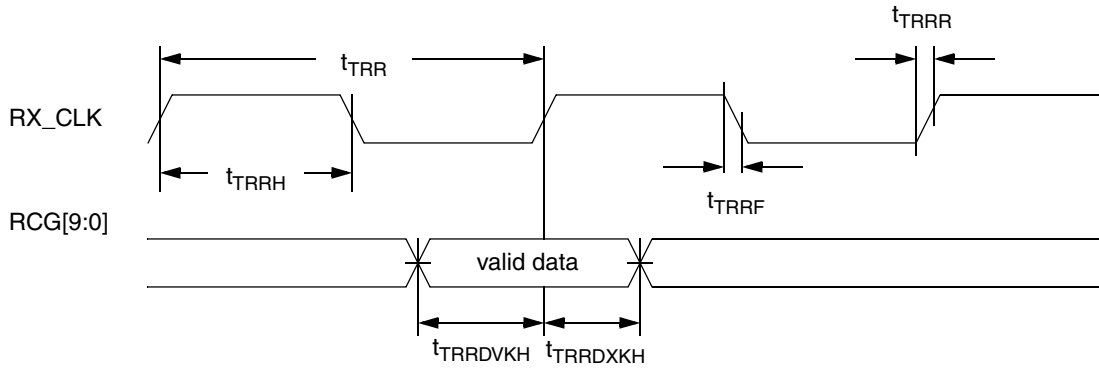 tTRRR
tTRR
RX_CLK
tTRRH
tTRRF
RCG[9:0]
valid data
tTRRDVKH tTRRDXKH